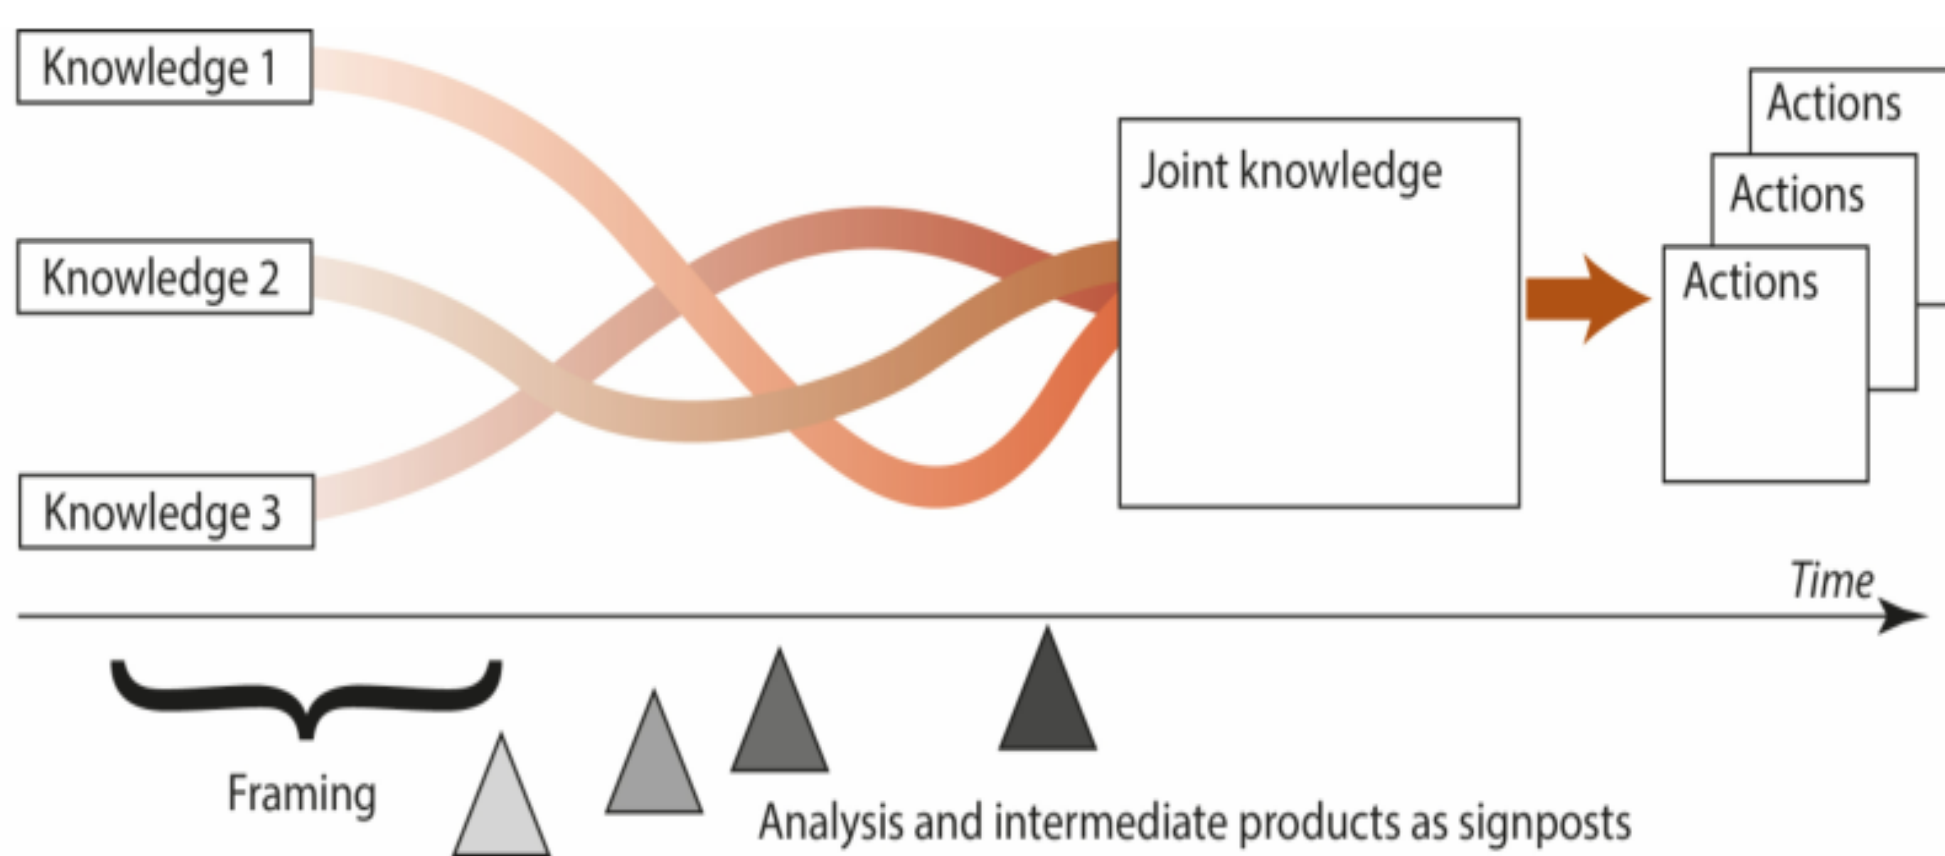 Knowledge 1
Knowledge 2
Knowledge 3
Joint knowledge
Actions
Actions
Actions
Time
Framing
Analysis and intermediate products as signposts